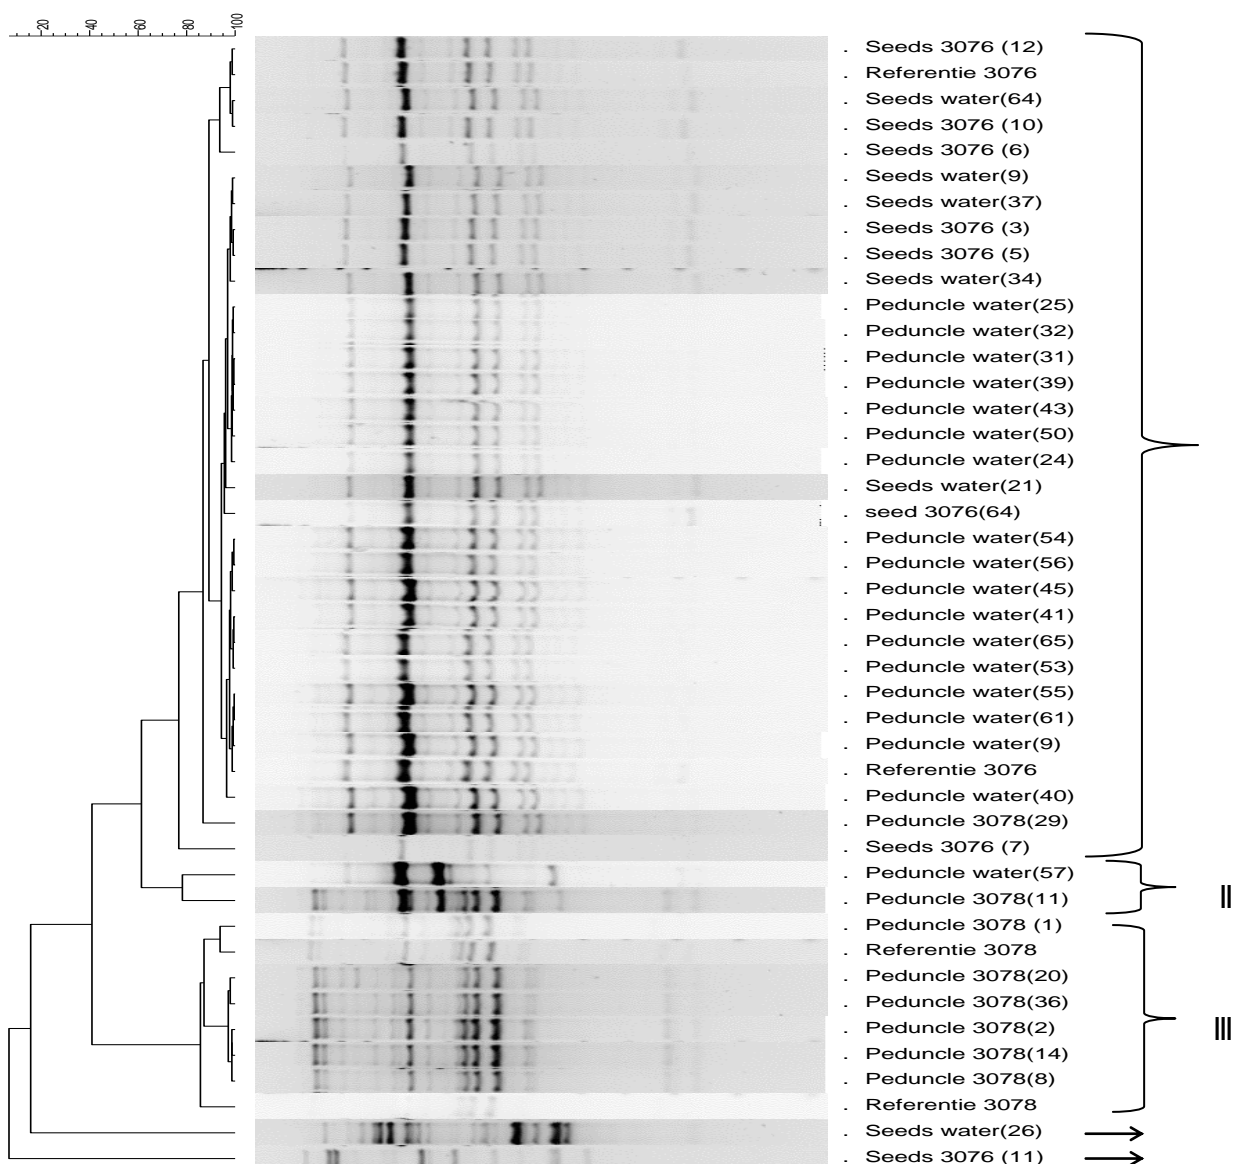 20 40 60 80 100
. Seeds 3076 (12)
. Referentie 3076
. Seeds water(64)
. Seeds 3076 (10)
. Seeds 3076 (6)
. Seeds water(9)
. Seeds water(37)
. Seeds 3076 (3)
. Seeds 3076 (5)
. Seeds water(34)
. Peduncle water(25)
. Peduncle water(32)
. Peduncle water(31)
. Peduncle water(39)
. Peduncle water(43)
. Peduncle water(50)
. Peduncle water(24)
. Seeds water(21)
. seed 3076(64)
. Peduncle water(54)
. Peduncle water(56)
. Peduncle water(45)
. Peduncle water(41)
. Peduncle water(65)
. Peduncle water(53)
. Peduncle water(55)
. Peduncle water(61)
. Peduncle water(9)
. Referentie 3076
. Peduncle water(40)
. Peduncle 3078(29)
. Seeds 3076 (7)
. Peduncle water(57)
. Peduncle 3078(11) II
. Peduncle 3078 (1)
. Referentie 3078
. Peduncle 3078(20)
. Peduncle 3078(36)
. Peduncle 3078(2) III
. Peduncle 3078(14)
. Peduncle 3078(8)
. Referentie 3078
. Seeds water(26)
. Seeds 3076 (11)